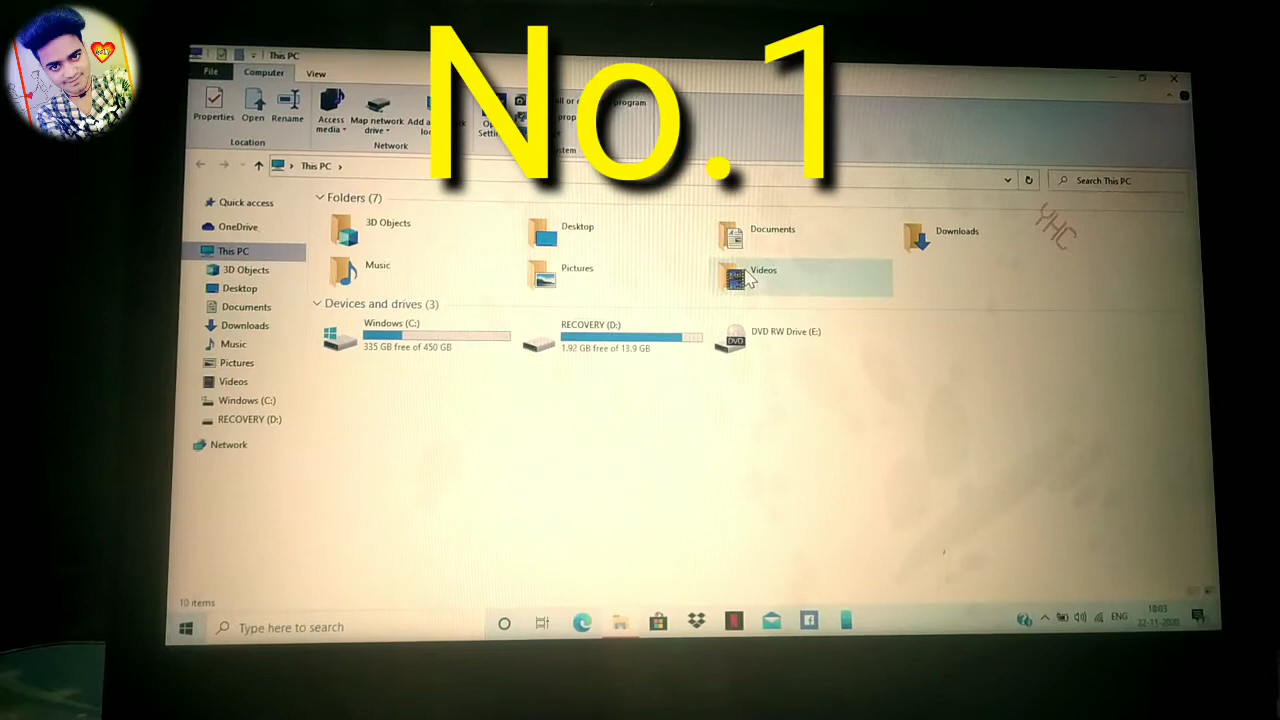 No.1
This PC
File Computer View
Properties Open Rename
Access media
Map network drive
Location
Network
program
This PC
Search This PC
YHC
Quick access
OneDrive
This PC
3D Objects
Desktop
Documents
Downloads
Music
Pictures
Videos
Windows (C:)
RECOVERY (D:)
Network
Folders (7)
3D Objects
Desktop
Documents
Downloads
Music
Pictures
Videos
Devices and drives (3)
Windows (C:)
335 GB free of 450 GB
RECOVERY (D:)
1.92 GB free of 13.9 GB
DVD RW Drive (E:)
DVD
10 items
Type here to search
ENG
18:03
22-11-2020